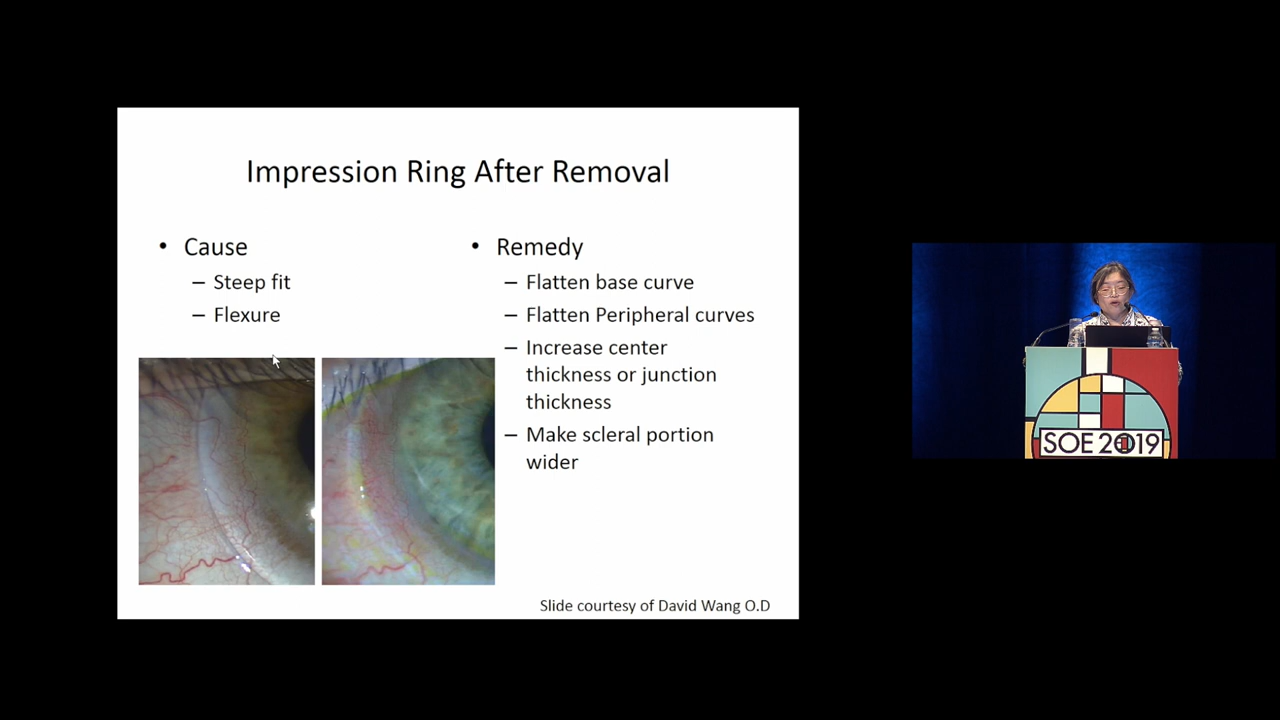 Impression Ring After Removal
• Cause
– Steep fit
– Flexure
• Remedy
– Flatten base curve
– Flatten Peripheral curves
– Increase center
thickness or junction
thickness
– Make scleral portion
wider
Slide courtesy of David Wang O.D
SOE 2019